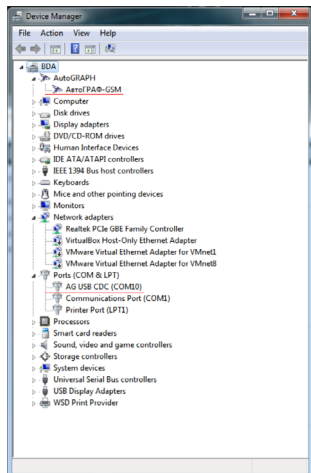 Device Manager
File Action View Help
BDA
AutoGRAPH
АвтоГРАФ-GSM
Computer
Disk drives
Display adapters
DVD/CD-ROM drives
Human Interface Devices
IDE ATA/ATAPI controllers
IEEE 1394 Bus host controllers
Keyboards
Mice and other pointing devices
Monitors
Network adapters
Realtek PCIe GBE Family Controller
VirtualBox Host-Only Ethernet Adapter
VMware Virtual Ethernet Adapter for VMnet1
VMware Virtual Ethernet Adapter for VMnet8
Ports (COM & LPT)
AG USB CDC (COM10)
Communications Port (COM1)
Printer Port (LPT1)
Processors
Smart card readers
Sound, video and game controllers
Storage controllers
System devices
Universal Serial Bus controllers
USB Display Adapters
WSD Print Provider